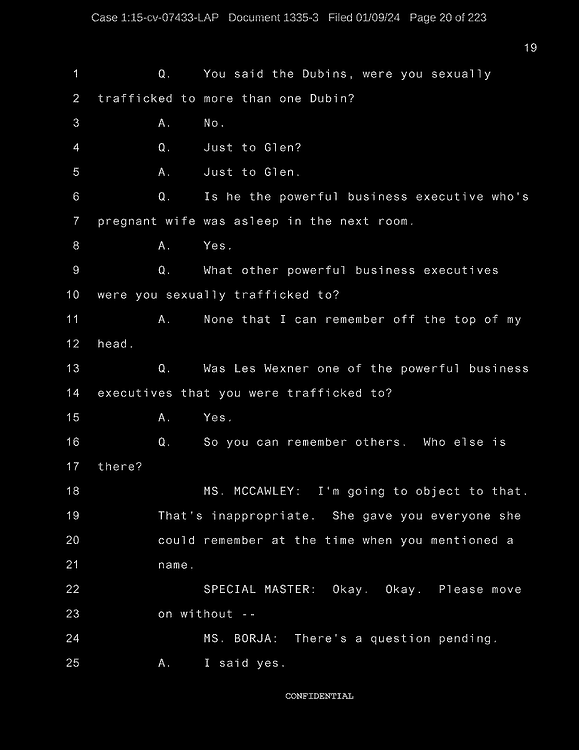 Case 1:15-cv-07433-LAP Document 1335-3 Filed 01/09/24 Page 20 of 223
19
1 Q. You said the Dubins, were you sexually
2 trafficked to more than one Dubin?
3 A. No.
4 Q. Just to Glen?
5 A. Just to Glen.
6 Q. Is he the powerful business executive who's
7 pregnant wife was asleep in the next room.
8 A. Yes.
9 Q. What other powerful business executives
10 were you sexually trafficked to?
11 A. None that I can remember off the top of my
12 head.
13 Q. Was Les Wexner one of the powerful business
14 executives that you were trafficked to?
15 A. Yes.
16 Q. So you can remember others. Who else is
17 there?
18 MS. MCCAWLEY: I'm going to object to that.
19 That's inappropriate. She gave you everyone she
20 could remember at the time when you mentioned a
21 name.
22 SPECIAL MASTER: Okay. Okay. Please move
23 on without --
24 MS. BORJA: There's a question pending.
25 A. I said yes.
CONFIDENTIAL